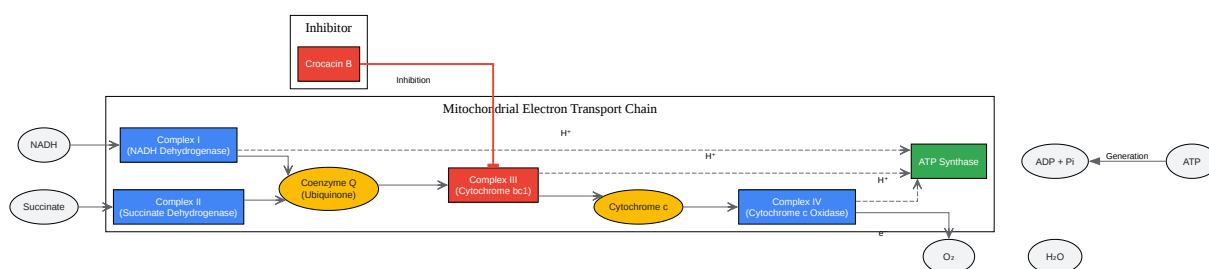 Inhibitor
Crocacin B
Inhibition
Mitochondrial Electron Transport Chain
NADH
Complex I
(NADH Dehydrogenase)
H⁺
H⁺
ATP Synthase
ADP + Pi
Generation
ATP
Succinate
Complex II
(Succinate Dehydrogenase)
Coenzyme Q
(Ubiquinone)
Complex III
(Cytochrome bc1)
H⁺
Cytochrome c
Complex IV
(Cytochrome c Oxidase)
e⁻
O₂
H₂O